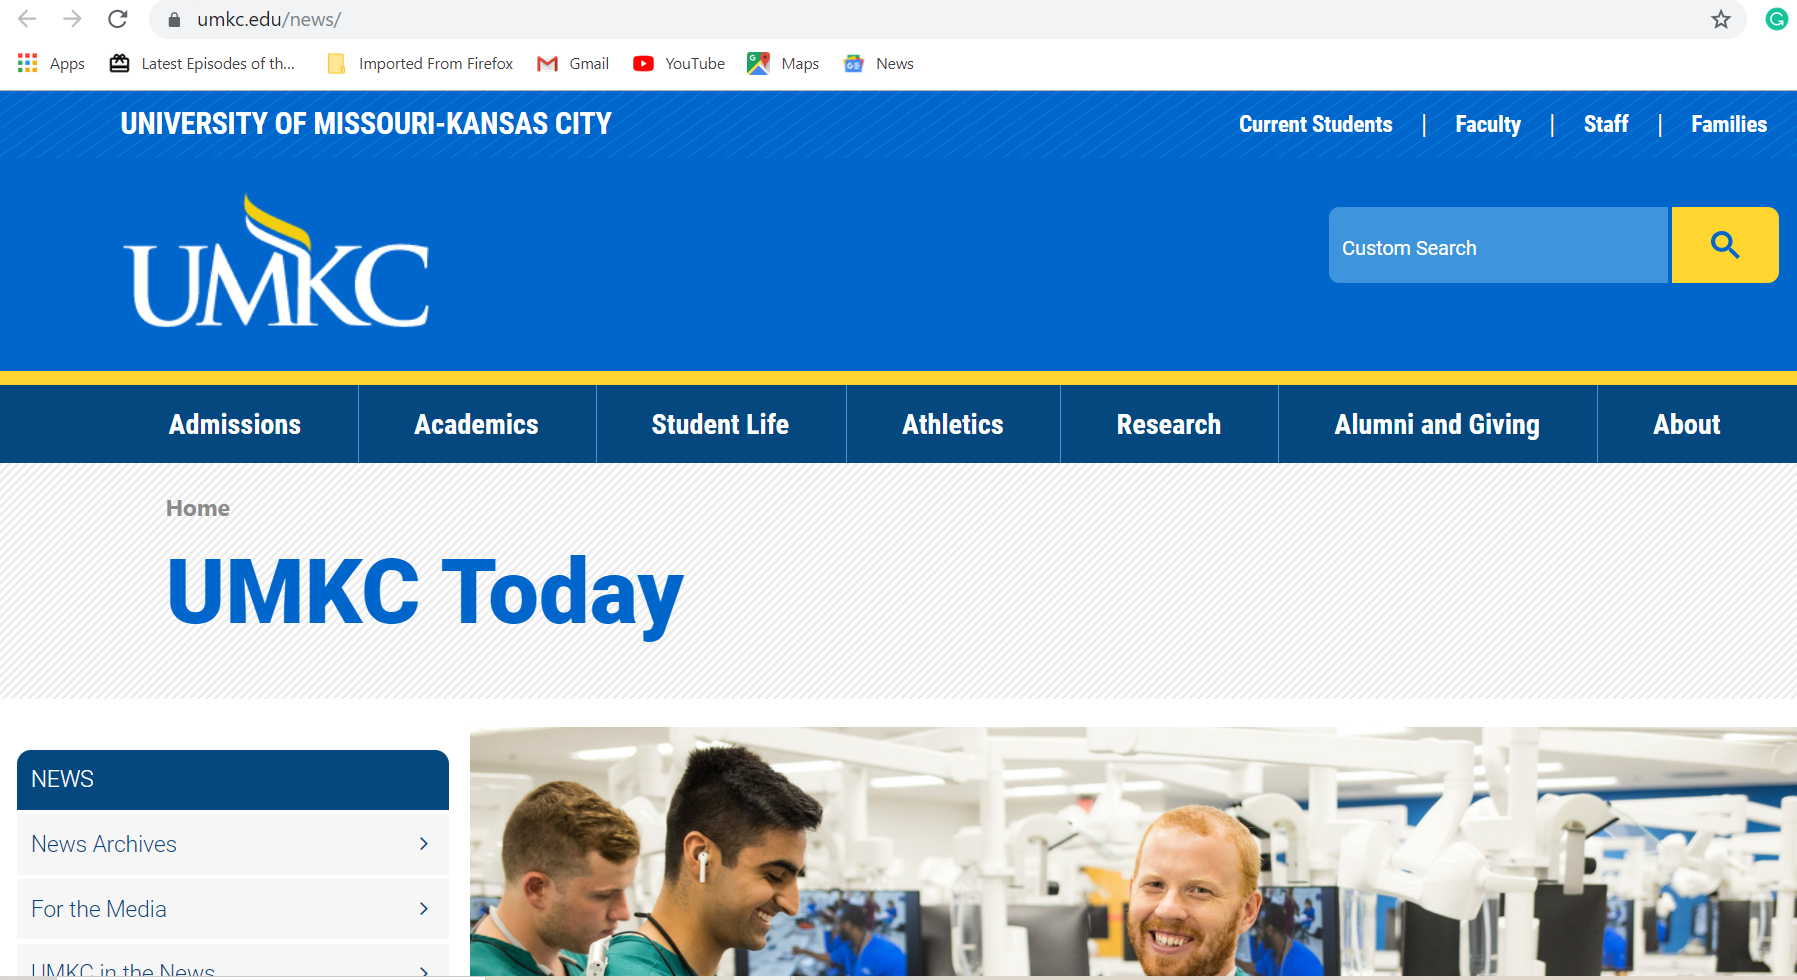 umkc.edu/news/
Apps Latest Episodes of th... Imported From Firefox Gmail YouTube Maps News
UNIVERSITY OF MISSOURI-KANSAS CITY Current Students | Faculty | Staff | Families
UMKC
Custom Search
Admissions Academics Student Life Athletics Research Alumni and Giving About
Home
UMKC Today
NEWS
News Archives
For the Media
UMKC in the News